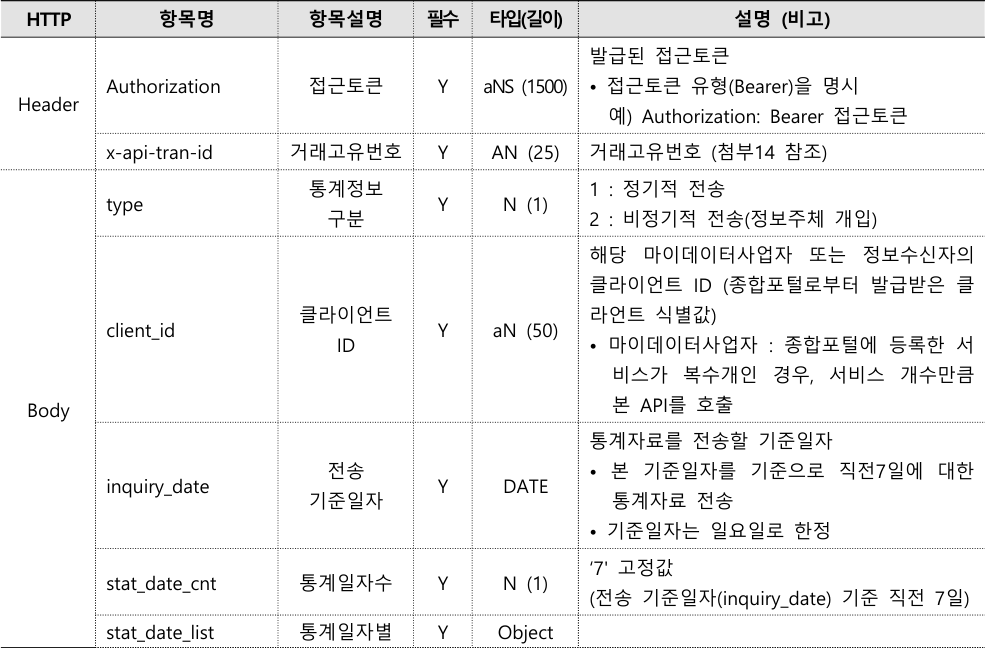 HTTP 항목명 항목설명 필수 타입(길이) 설명 (비고)
Header
Authorization 접근토큰 Y aNS (1500)
발급된 접근토큰
• 접근토큰 유형(Bearer)을 명시
예) Authorization: Bearer 접근토큰
x-api-tran-id 거래고유번호 Y AN (25) 거래고유번호 (첨부14 참조)
Body
type
통계정보
구분
Y N (1)
1 : 정기적 전송
2 : 비정기적 전송(정보주체 개입)
client_id
클라이언트
ID
Y aN (50)
해당 마이데이터사업자 또는 정보수신자의
클라이언트 ID (종합포털로부터 발급받은 클
라언트 식별값)
• 마이데이터사업자 : 종합포털에 등록한 서
비스가 복수개인 경우, 서비스 개수만큼
본 API를 호출
inquiry_date
전송
기준일자
Y DATE
통계자료를 전송할 기준일자
• 본 기준일자를 기준으로 직전7일에 대한
통계자료 전송
• 기준일자는 일요일로 한정
stat_date_cnt 통계일자수 Y N (1)
‘7' 고정값
(전송 기준일자(inquiry_date) 기준 직전 7일)
stat_date_list 통계일자별 Y Object